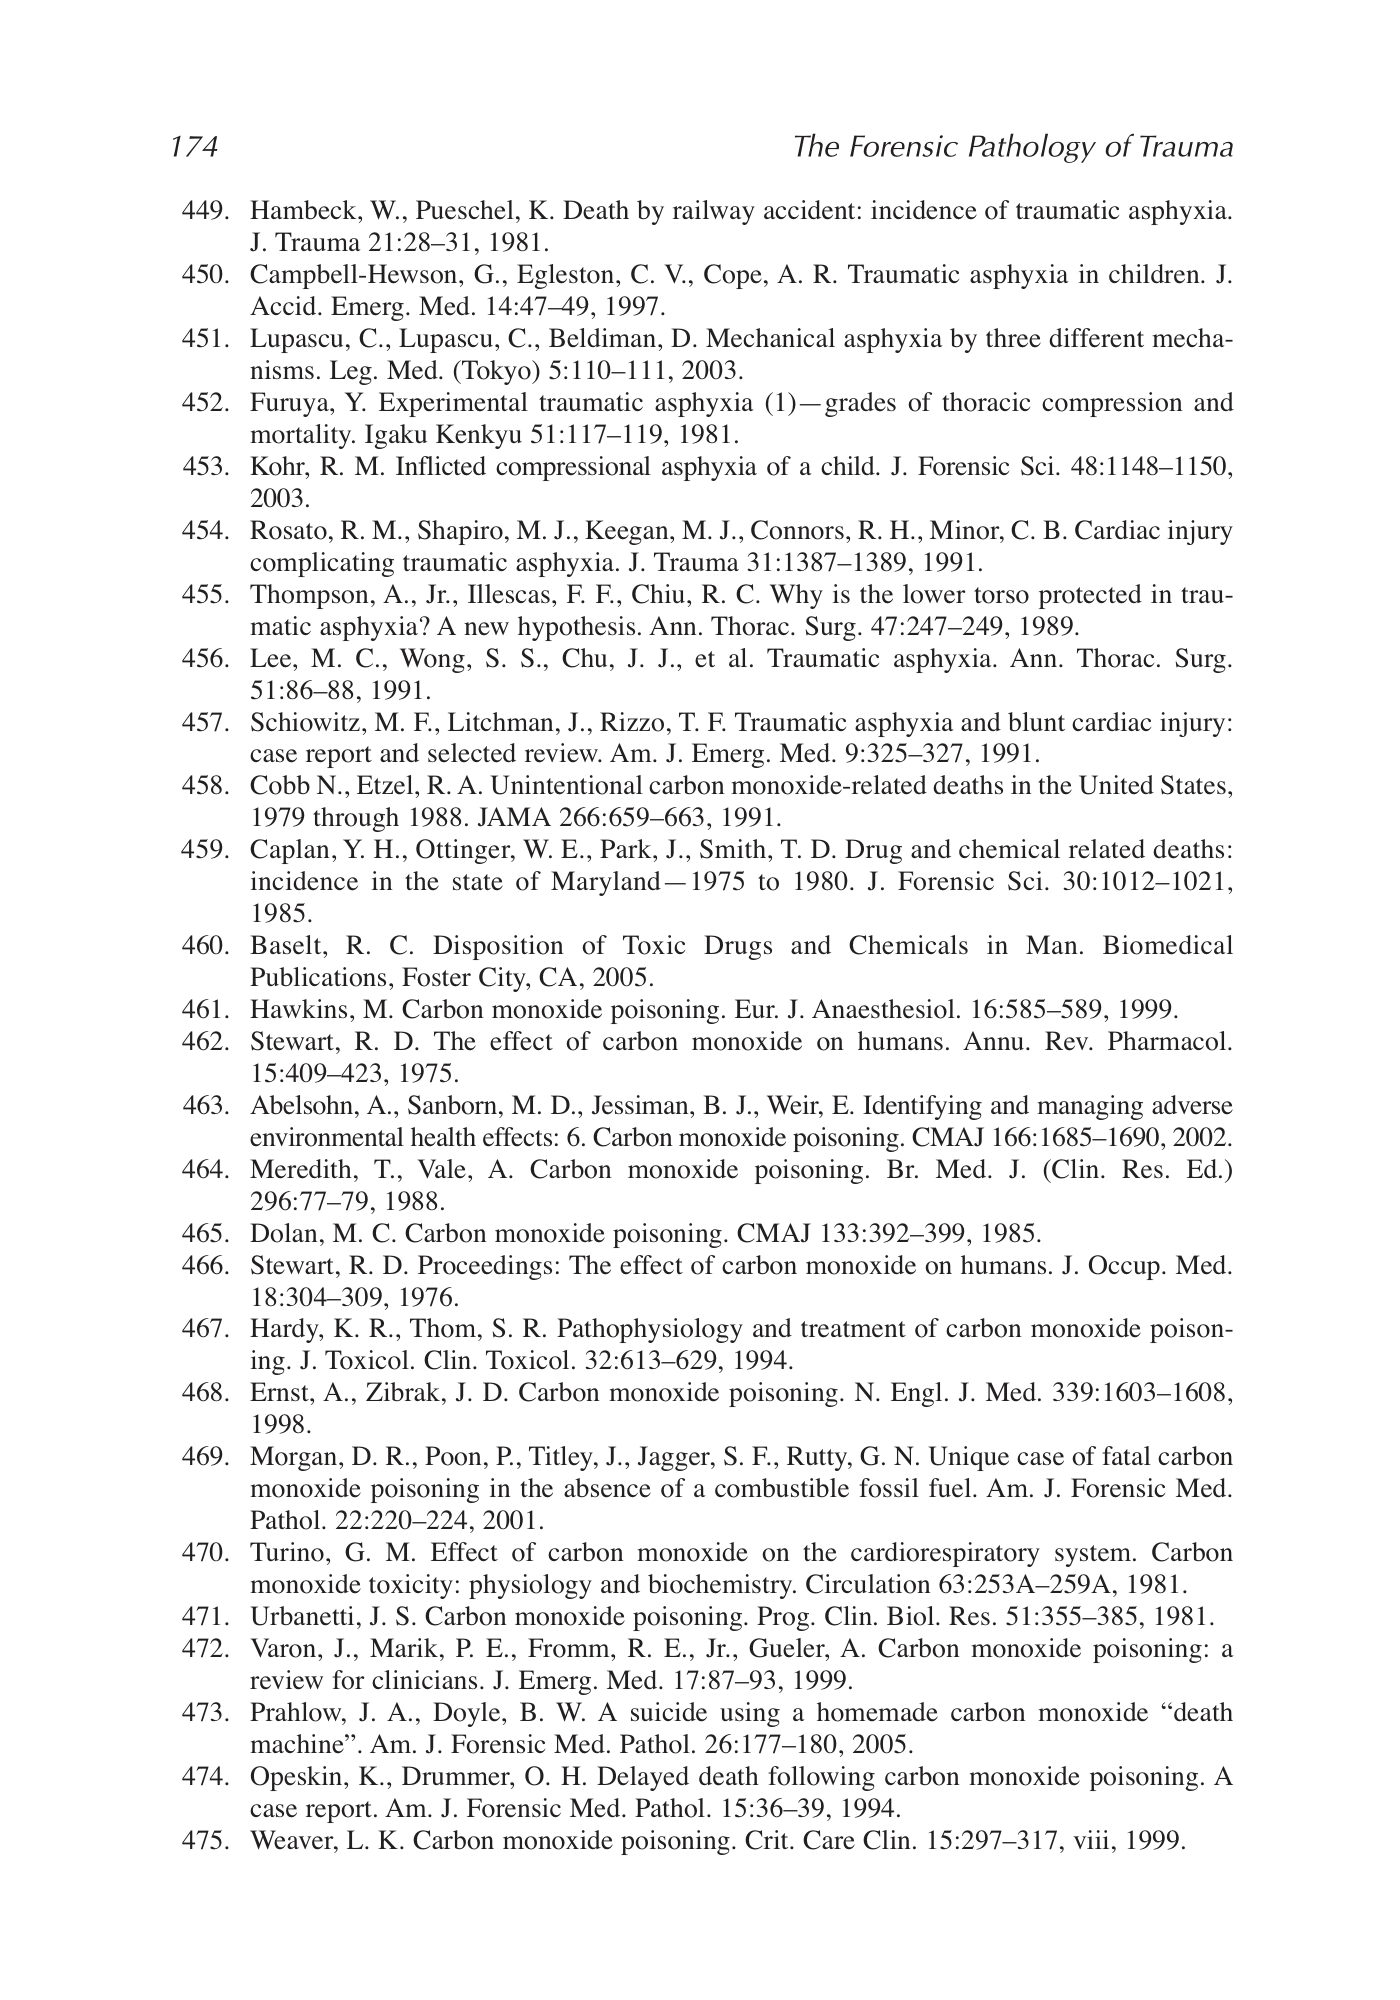 174 The Forensic Pathology of Trauma
449. Hambeck, W., Pueschel, K. Death by railway accident: incidence of traumatic asphyxia.
J. Trauma 21:28–31, 1981.
450. Campbell-Hewson, G., Egleston, C. V., Cope, A. R. Traumatic asphyxia in children. J.
Accid. Emerg. Med. 14:47–49, 1997.
451. Lupascu, C., Lupascu, C., Beldiman, D. Mechanical asphyxia by three different mecha-
nisms. Leg. Med. (Tokyo) 5:110–111, 2003.
452. Furuya, Y. Experimental traumatic asphyxia (1)—grades of thoracic compression and
mortality. Igaku Kenkyu 51:117–119, 1981.
453. Kohr, R. M. Inflicted compressional asphyxia of a child. J. Forensic Sci. 48:1148–1150,
2003.
454. Rosato, R. M., Shapiro, M. J., Keegan, M. J., Connors, R. H., Minor, C. B. Cardiac injury
complicating traumatic asphyxia. J. Trauma 31:1387–1389, 1991.
455. Thompson, A., Jr., Illescas, F. F., Chiu, R. C. Why is the lower torso protected in trau-
matic asphyxia? A new hypothesis. Ann. Thorac. Surg. 47:247–249, 1989.
456. Lee, M. C., Wong, S. S., Chu, J. J., et al. Traumatic asphyxia. Ann. Thorac. Surg.
51:86–88, 1991.
457. Schiowitz, M. F., Litchman, J., Rizzo, T. F. Traumatic asphyxia and blunt cardiac injury:
case report and selected review. Am. J. Emerg. Med. 9:325–327, 1991.
458. Cobb N., Etzel, R. A. Unintentional carbon monoxide-related deaths in the United States,
1979 through 1988. JAMA 266:659–663, 1991.
459. Caplan, Y. H., Ottinger, W. E., Park, J., Smith, T. D. Drug and chemical related deaths:
incidence in the state of Maryland—1975 to 1980. J. Forensic Sci. 30:1012–1021,
1985.
460. Baselt, R. C. Disposition of Toxic Drugs and Chemicals in Man. Biomedical
Publications, Foster City, CA, 2005.
461. Hawkins, M. Carbon monoxide poisoning. Eur. J. Anaesthesiol. 16:585–589, 1999.
462. Stewart, R. D. The effect of carbon monoxide on humans. Annu. Rev. Pharmacol.
15:409–423, 1975.
463. Abelsohn, A., Sanborn, M. D., Jessiman, B. J., Weir, E. Identifying and managing adverse
environmental health effects: 6. Carbon monoxide poisoning. CMAJ 166:1685–1690, 2002.
464. Meredith, T., Vale, A. Carbon monoxide poisoning. Br. Med. J. (Clin. Res. Ed.)
296:77–79, 1988.
465. Dolan, M. C. Carbon monoxide poisoning. CMAJ 133:392–399, 1985.
466. Stewart, R. D. Proceedings: The effect of carbon monoxide on humans. J. Occup. Med.
18:304–309, 1976.
467. Hardy, K. R., Thom, S. R. Pathophysiology and treatment of carbon monoxide poison-
ing. J. Toxicol. Clin. Toxicol. 32:613–629, 1994.
468. Ernst, A., Zibrak, J. D. Carbon monoxide poisoning. N. Engl. J. Med. 339:1603–1608,
1998.
469. Morgan, D. R., Poon, P., Titley, J., Jagger, S. F., Rutty, G. N. Unique case of fatal carbon
monoxide poisoning in the absence of a combustible fossil fuel. Am. J. Forensic Med.
Pathol. 22:220–224, 2001.
470. Turino, G. M. Effect of carbon monoxide on the cardiorespiratory system. Carbon
monoxide toxicity: physiology and biochemistry. Circulation 63:253A–259A, 1981.
471. Urbanetti, J. S. Carbon monoxide poisoning. Prog. Clin. Biol. Res. 51:355–385, 1981.
472. Varon, J., Marik, P. E., Fromm, R. E., Jr., Gueler, A. Carbon monoxide poisoning: a
review for clinicians. J. Emerg. Med. 17:87–93, 1999.
473. Prahlow, J. A., Doyle, B. W. A suicide using a homemade carbon monoxide “death
machine”. Am. J. Forensic Med. Pathol. 26:177–180, 2005.
474. Opeskin, K., Drummer, O. H. Delayed death following carbon monoxide poisoning. A
case report. Am. J. Forensic Med. Pathol. 15:36–39, 1994.
475. Weaver, L. K. Carbon monoxide poisoning. Crit. Care Clin. 15:297–317, viii, 1999.